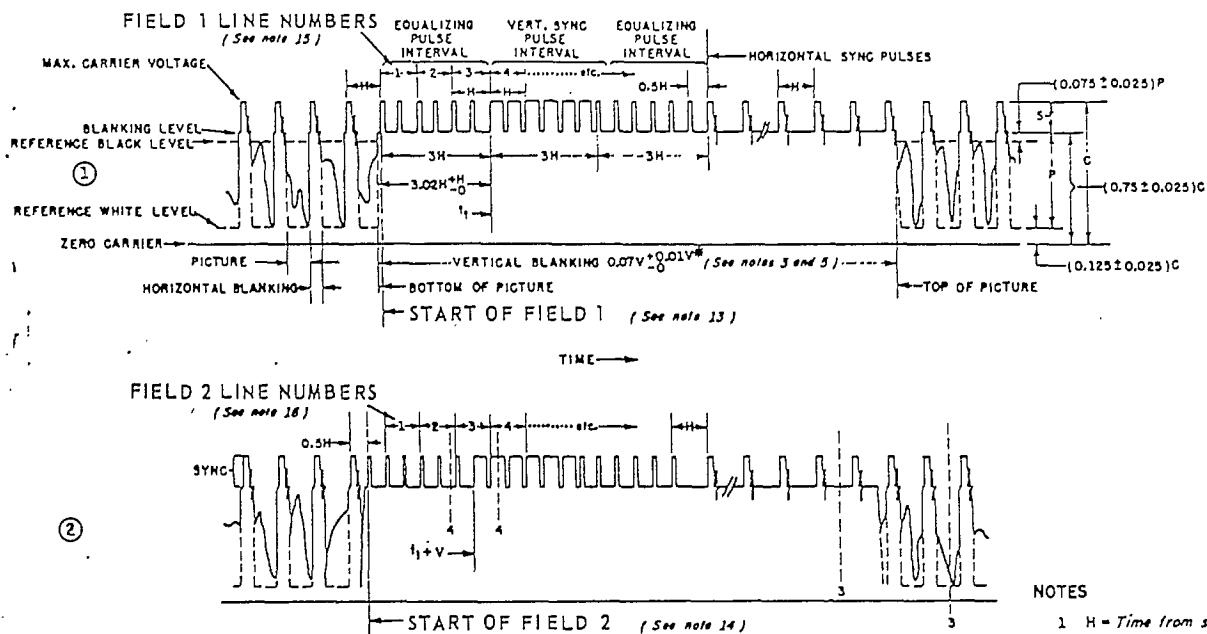 FIELD 1 LINE NUMBERS
(See note 15)
EQUALIZING PULSE INTERVAL
VERT. SYNC PULSE INTERVAL
EQUALIZING PULSE INTERVAL
HORIZONTAL SYNC PULSES
MAX. CARRIER VOLTAGE
H
1
2
3
4
etc.
H
H
0.5H
H
(0.075±0.025)P
BLANKING LEVEL
REFERENCE BLACK LEVEL
S
C
P
①
3H
3H
3H
3.02H +H -0
(0.75±0.025)C
REFERENCE WHITE LEVEL
t₁
ZERO CARRIER
PICTURE
VERTICAL BLANKING 0.07V +0.01V* -0 (See notes 3 and 5)
(0.125±0.025)C
HORIZONTAL BLANKING
BOTTOM OF PICTURE
TOP OF PICTURE
START OF FIELD 1 (See note 13)
TIME
FIELD 2 LINE NUMBERS
(See note 16)
1
2
3
4
etc.
H
0.5H
SYNC
②
4
4
t₁+V
3
START OF FIELD 2 (See note 14)
3
NOTES
1 H = Time from s